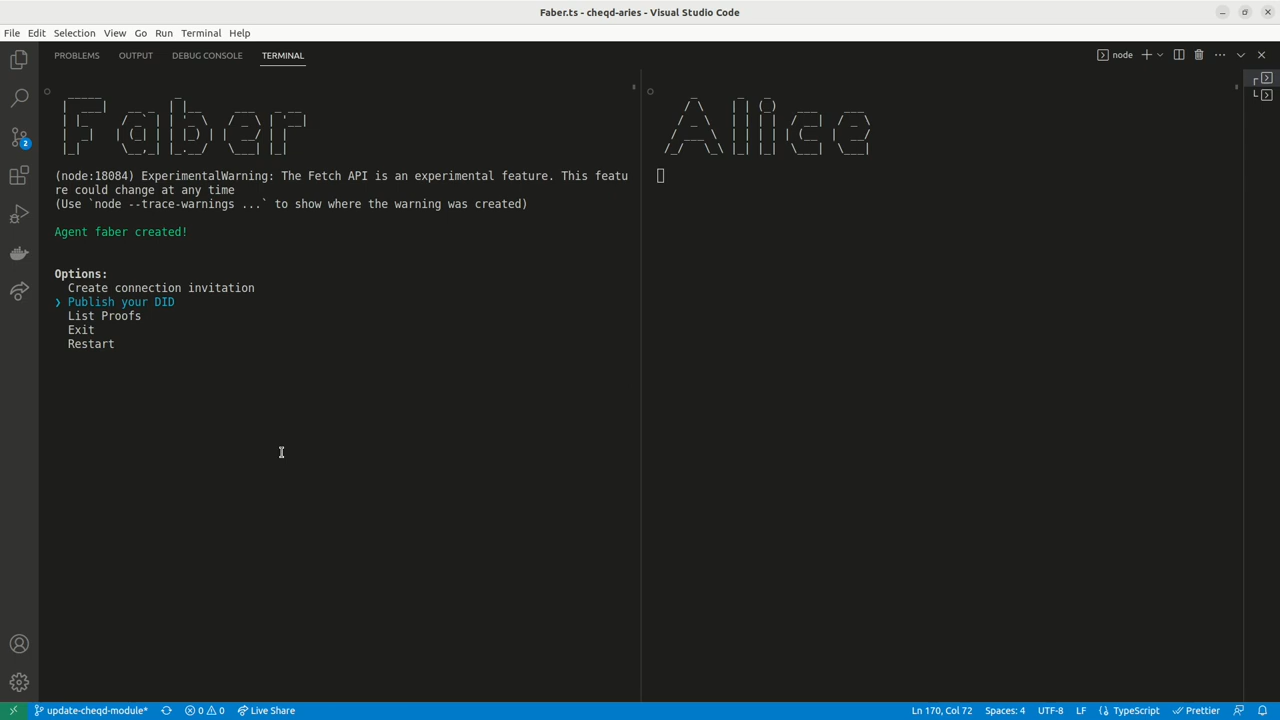 Faber.ts - cheqd-aries - Visual Studio Code
File Edit Selection View Go Run Terminal Help
PROBLEMS OUTPUT DEBUG CONSOLE TERMINAL
node
Faber
(node:18084) ExperimentalWarning: The Fetch API is an experimental feature. This featu
re could change at any time
(Use `node --trace-warnings ...` to show where the warning was created)
Agent faber created!
Options:
Create connection invitation
❯ Publish your DID
List Proofs
Exit
Restart
Alice
2
update-cheqd-module* 0 0 Live Share
Ln 170, Col 72 Spaces: 4 UTF-8 LF TypeScript Prettier